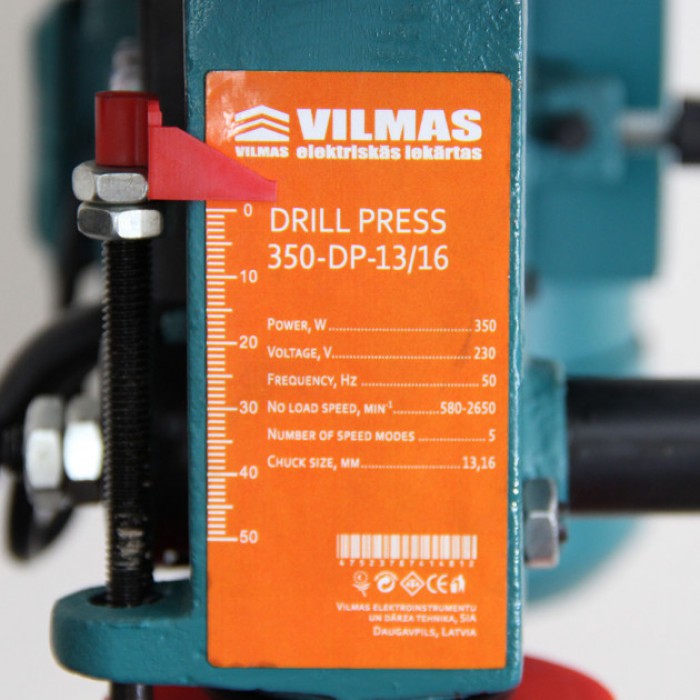 VILMAS
VILMAS elektriskās iekārtas
DRILL PRESS
350-DP-13/16
0
10
20
30
40
50
POWER, W 350
VOLTAGE, V 230
FREQUENCY, HZ 50
NO LOAD SPEED, MIN⁻¹ 580-2650
NUMBER OF SPEED MODES 5
CHUCK SIZE, MM 13,16
CE
VILMAS ELEKTROINSTRUMENTU
UN DĀRZA TEHNIKA, SIA
DAUGAVPILS, LATVIA